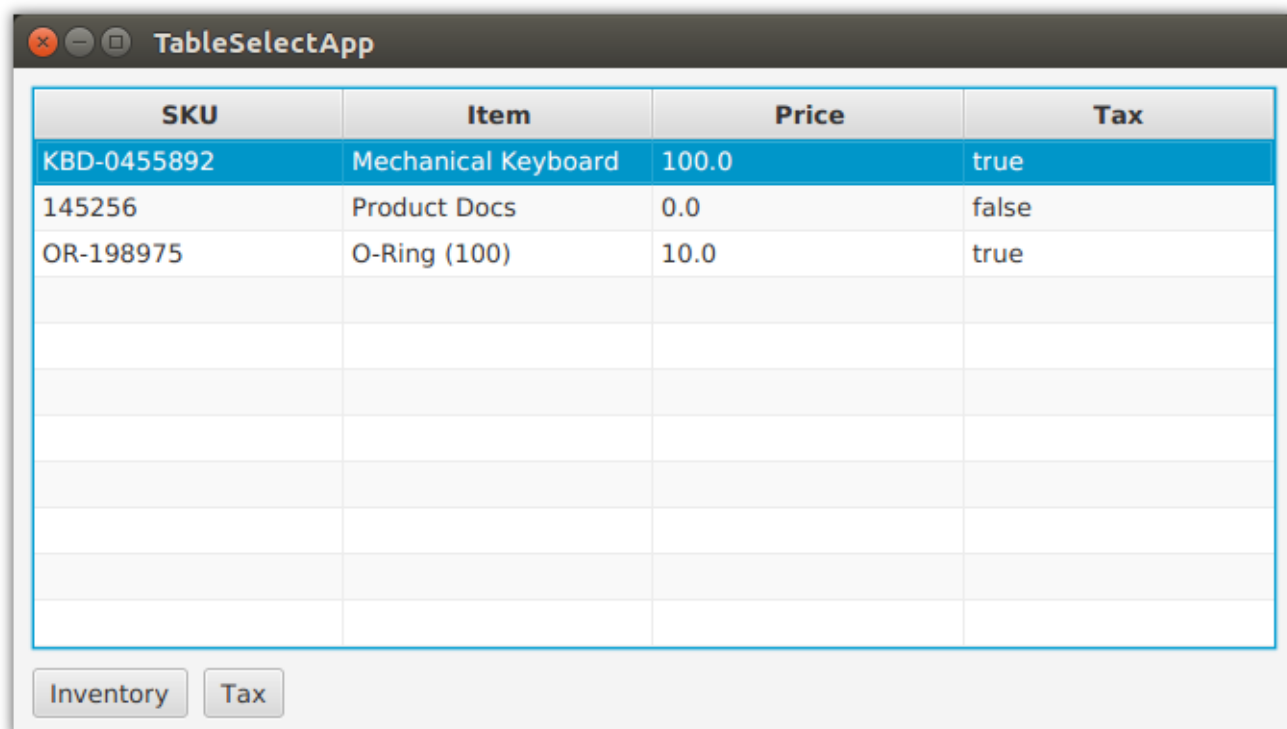 TableSelectApp
SKU Item Price Tax
KBD-0455892 Mechanical Keyboard 100.0 true
145256 Product Docs 0.0 false
OR-198975 O-Ring (100) 10.0 true
Inventory Tax